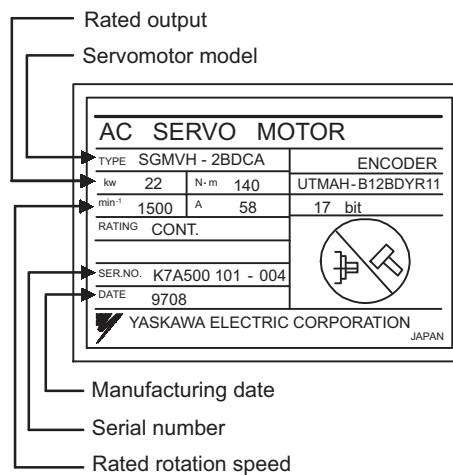 Rated output
Servomotor model
AC SERVO MOTOR
TYPE SGMVH - 2BDCA
ENCODER
kw 22 N·m 140
UTMAH-B12BDYR11
min-1 1500 A 58
17 bit
RATING CONT.
SER.NO. K7A500 101 - 004
DATE 9708
YASKAWA ELECTRIC CORPORATION
JAPAN
Manufacturing date
Serial number
Rated rotation speed